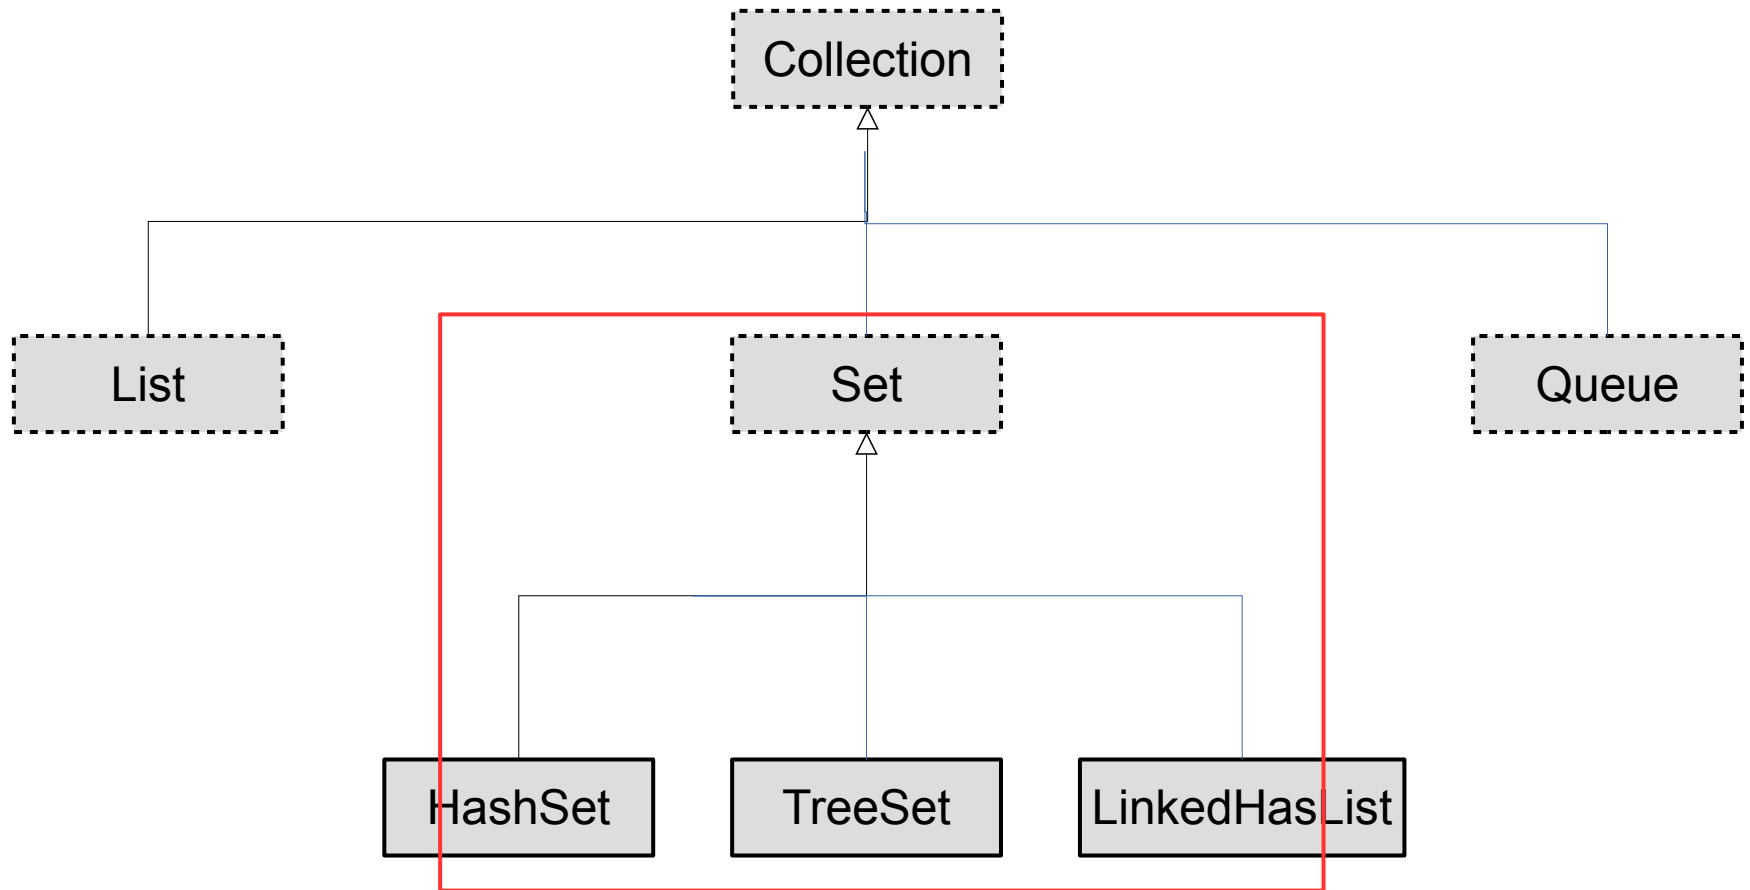 Collection
List
Set
Queue
HashSet
TreeSet
LinkedHasList